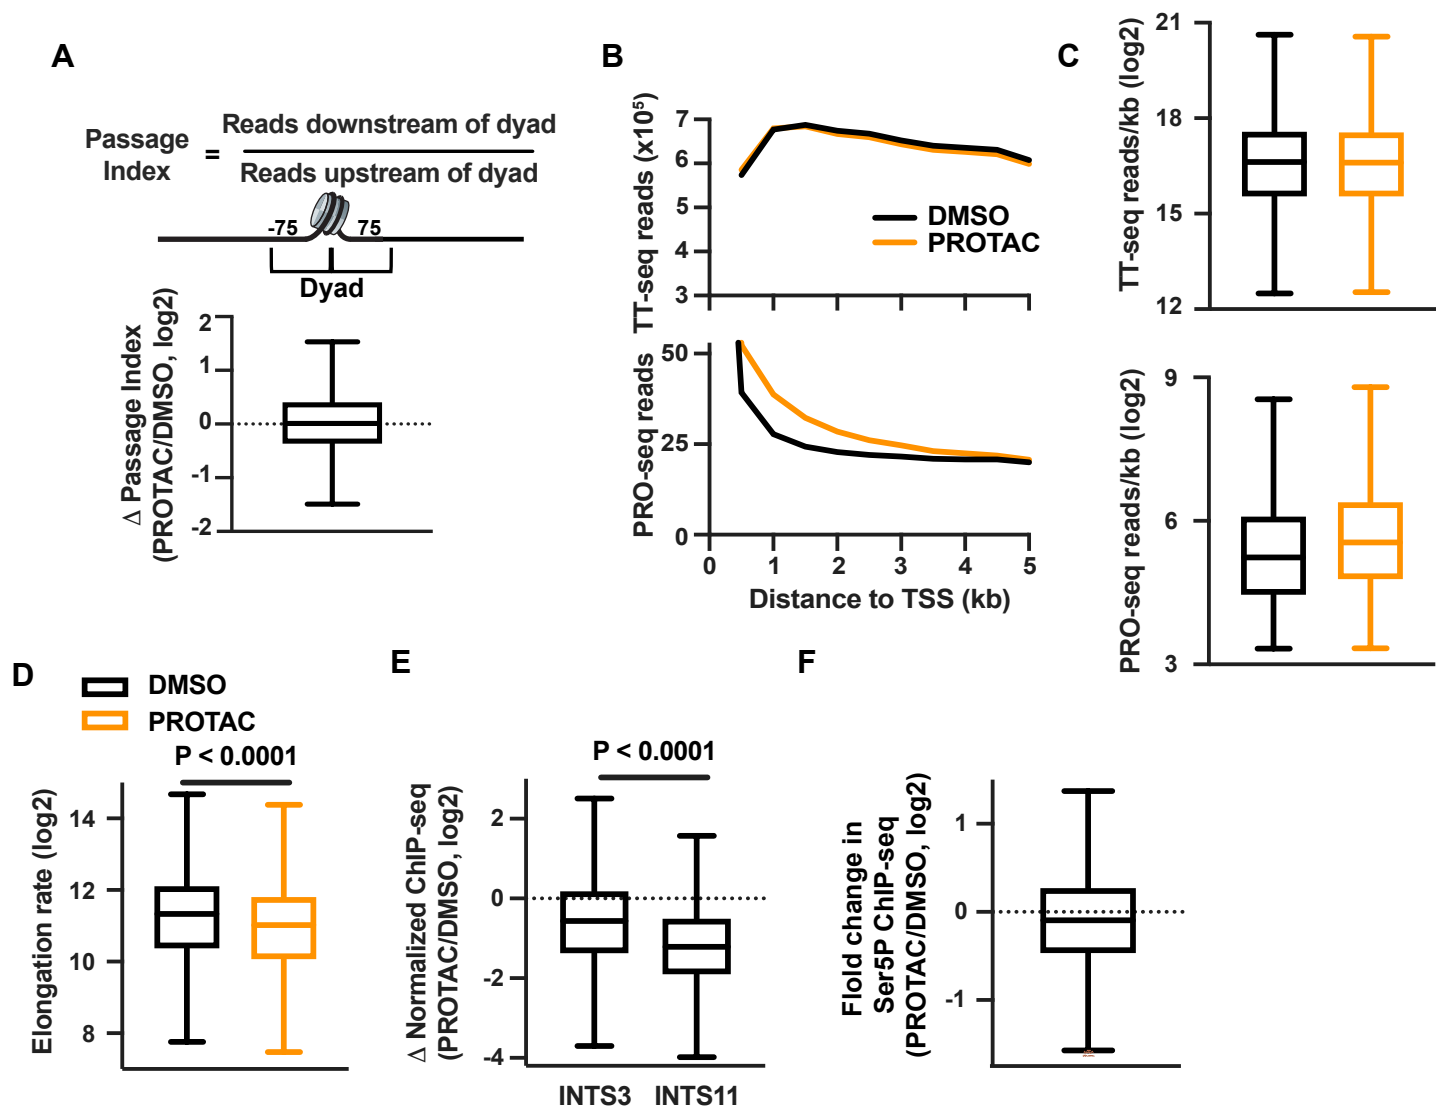 A
Passage
Index
=
Reads downstream of dyad
Reads upstream of dyad
-75
75
Dyad
Δ Passage Index
(PROTAC/DMSO, log2)
2
1
0
-1
-2
B
TT-seq reads (x10⁵)
7
6
5
4
3
DMSO
PROTAC
PRO-seq reads
50
25
0
0 1 2 3 4 5
Distance to TSS (kb)
C
TT-seq reads/kb (log2)
21
18
15
12
PRO-seq reads/kb (log2)
9
6
3
D
DMSO
PROTAC
P < 0.0001
Elongation rate (log2)
14
12
10
8
E
P < 0.0001
Δ Normalized ChIP-seq
(PROTAC/DMSO, log2)
2
0
-2
-4
INTS3 INTS11
F
Flold change in
Ser5P ChIP-seq
(PROTAC/DMSO, log2)
1
0
-1